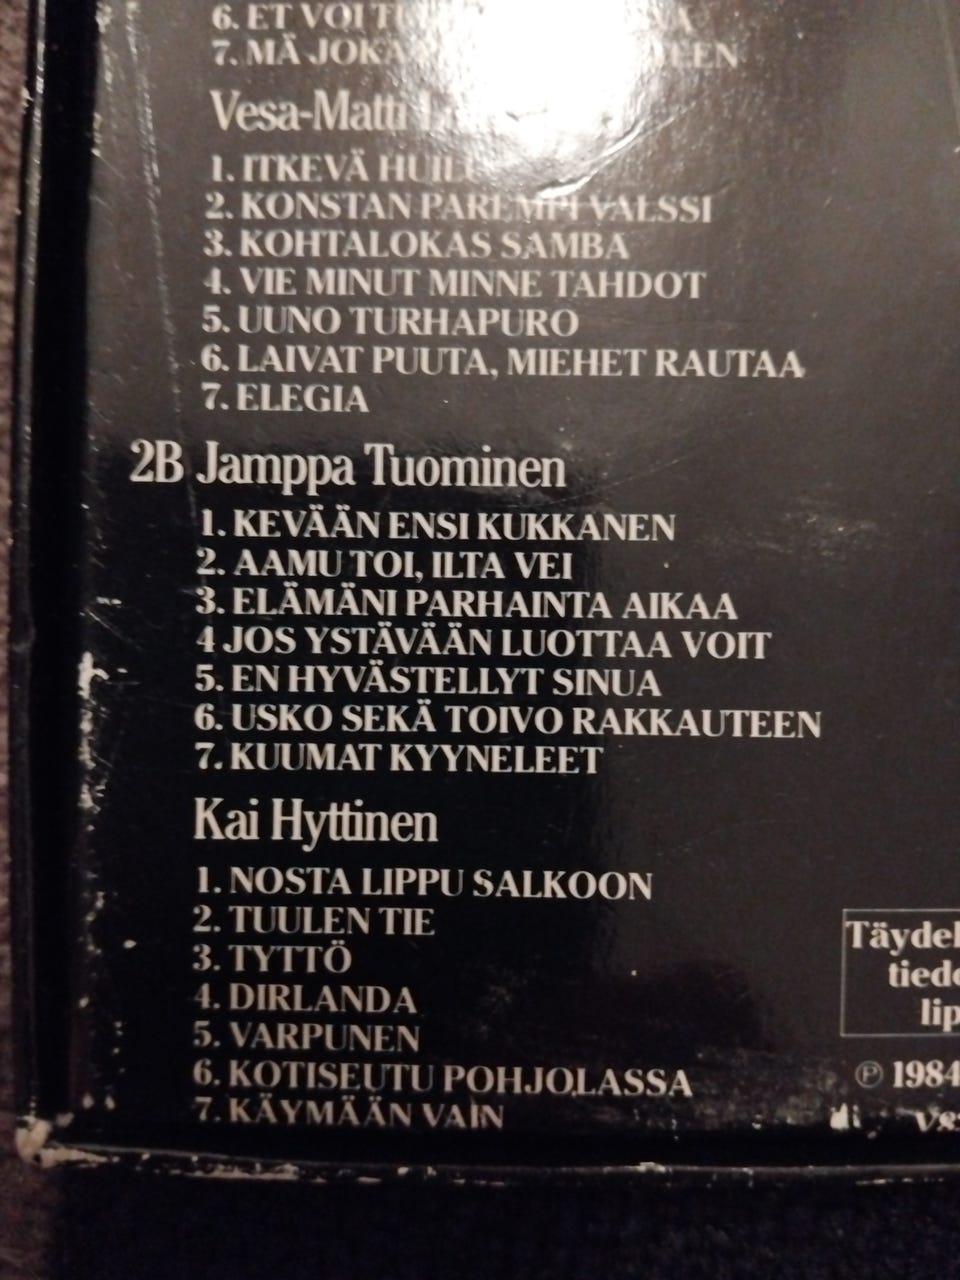 6. ET VOI
7. MÄ
Vesa-Matti
1. ITKEVÄ
2. KONSTAN PAREMPI VALSSI
3. KOHTALOKAS SAMBA
4. VIE MINUT MINNE TAHDOT
5. UUNO TURHAPURO
6. LAIVAT PUUTA, MIEHET RAUTAA
7. ELEGIA
2B Jamppa Tuominen
1. KEVÄÄN ENSI KUKKANEN
2. AAMU TOI, ILTA VEI
3. ELÄMÄNI PARHAINTA AIKAA
4 JOS YSTÄVÄÄN LUOTTAA VOIT
5. EN HYVÄSTELLYT SINUA
6. USKO SEKÄ TOIVO RAKKAUTEEN
7. KUUMAT KYYNELEET
Kai Hyttinen
1. NOSTA LIPPU SALKOON
2. TUULEN TIE
3. TYTTÖ
4. DIRLANDA
5. VARPUNEN
6. KOTISEUTU POHJOLASSA
7. KÄYMÄÄN VAIN
℗ 1984